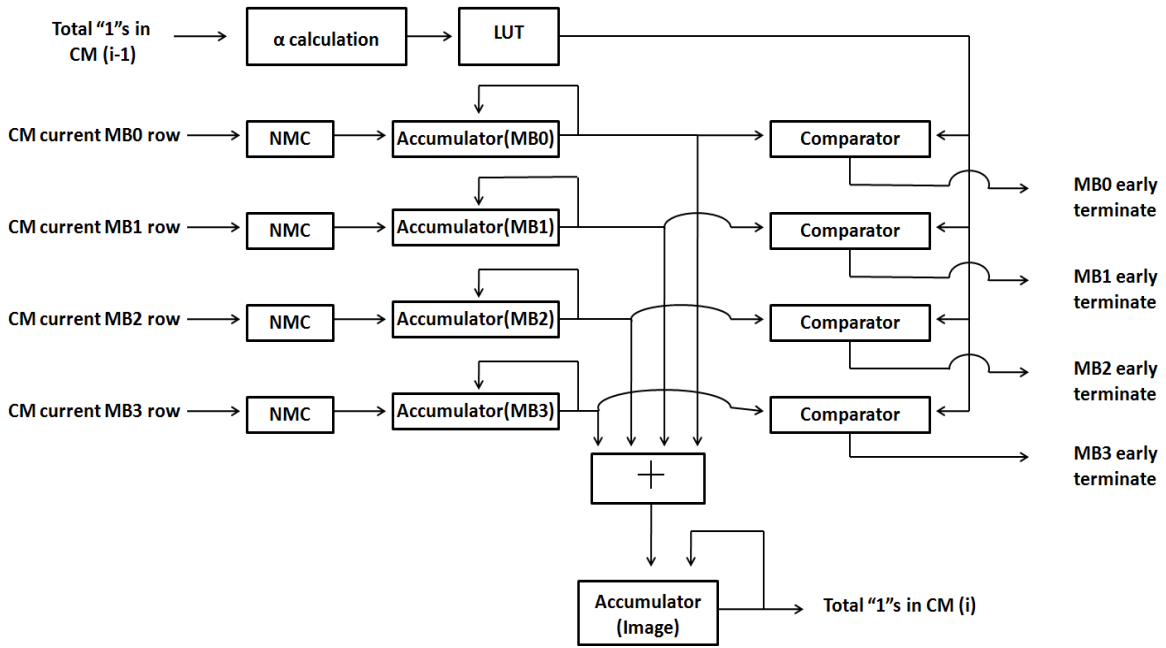 Total “1”s in
CM (i-1)
α calculation
LUT
CM current MB0 row
NMC
Accumulator(MB0)
Comparator
MB0 early
terminate
CM current MB1 row
NMC
Accumulator(MB1)
Comparator
MB1 early
terminate
CM current MB2 row
NMC
Accumulator(MB2)
Comparator
MB2 early
terminate
CM current MB3 row
NMC
Accumulator(MB3)
Comparator
MB3 early
terminate
+
Accumulator
(Image)
Total “1”s in CM (i)